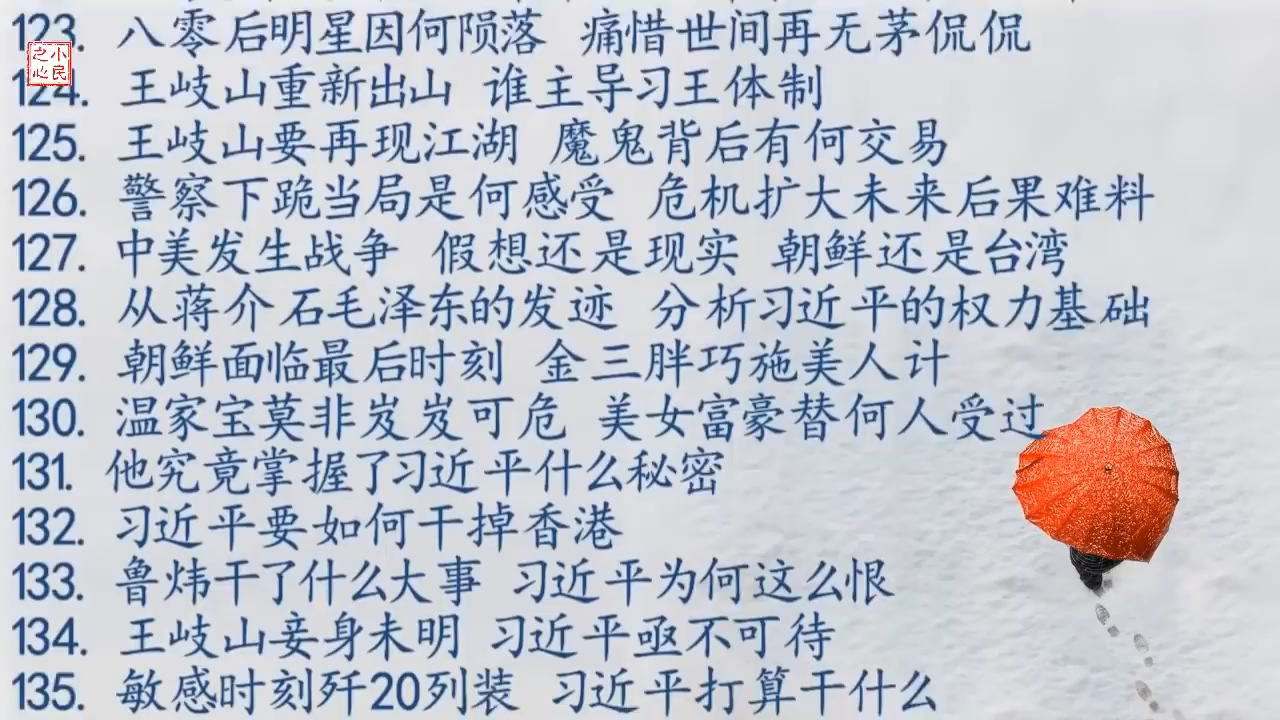 123. 八零后明星因何陨落 痛惜世间再无茅侃侃
小民之心
124. 王岐山重新出山 谁主导习王体制
125. 王岐山要再现江湖 魔鬼背后有何交易
126. 警察下跪当局是何感受 危机扩大未来后果难料
127. 中美发生战争 假想还是现实 朝鲜还是台湾
128. 从蒋介石毛泽东的发迹 分析习近平的权力基础
129. 朝鲜面临最后时刻 金三胖巧施美人计
130. 温家宝莫非岌岌可危 美女富豪替何人受过
131. 他究竟掌握了习近平什么秘密
132. 习近平要如何干掉香港
133. 鲁炜干了什么大事 习近平为何这么恨
134. 王岐山妾身未明 习近平亟不可待
135. 敏感时刻歼20列装 习近平打算干什么